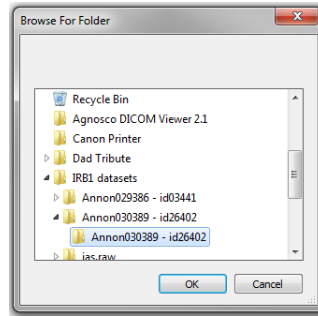 Browse For Folder
Recycle Bin
Agnosco DICOM Viewer 2.1
Canon Printer
Dad Tribute
IRB1 datasets
Annon029386 - id03441
Annon030389 - id26402
Annon030389 - id26402
ias.raw
OK
Cancel